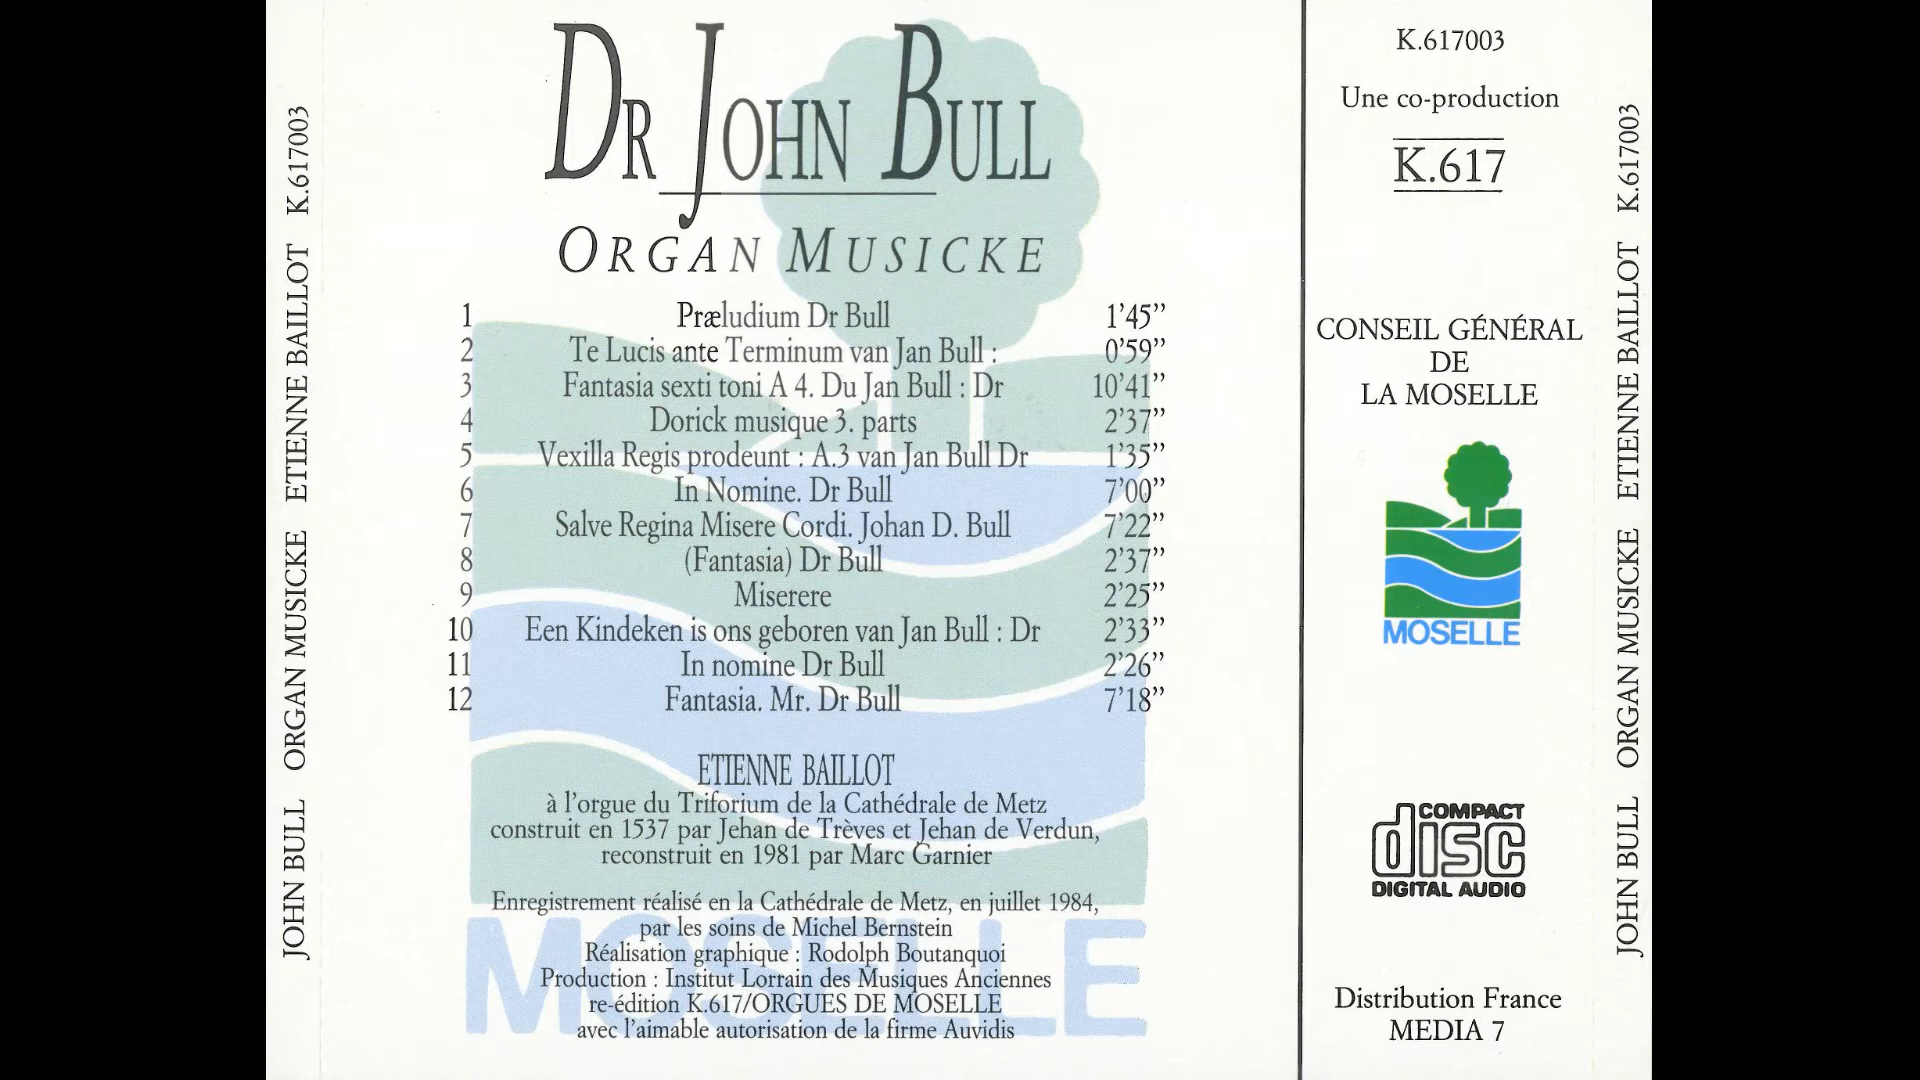 JOHN BULL ORGAN MUSICKE ETIENNE BAILLOT K.617003
DR JOHN BULL
ORGAN MUSICKE
1 Præludium Dr Bull 1'45’’
2 Te Lucis ante Terminum van Jan Bull : 0'59’’
3 Fantasia sexti toni A 4. Du Jan Bull : Dr 10'41’’
4 Dorick musique 3. parts 2'37’’
5 Vexilla Regis prodeunt : A.3 van Jan Bull Dr 1'35’’
6 In Nomine. Dr Bull 7'00’’
7 Salve Regina Misere Cordi. Johan D. Bull 7'22’’
8 (Fantasia) Dr Bull 2'37’’
9 Miserere 2'25’’
10 Een Kindeken is ons geboren van Jan Bull : Dr 2'33’’
11 In nomine Dr Bull 2'26’’
12 Fantasia. Mr. Dr Bull 7'18’’
ETIENNE BAILLOT
à l'orgue du Triforium de la Cathédrale de Metz
construit en 1537 par Jehan de Trèves et Jehan de Verdun,
reconstruit en 1981 par Marc Garnier
Enregistrement réalisé en la Cathédrale de Metz, en juillet 1984,
par les soins de Michel Bernstein
Réalisation graphique : Rodolph Boutanquoi
Production : Institut Lorrain des Musiques Anciennes
re-édition K.617/ORGUES DE MOSELLE
avec l'aimable autorisation de la firme Auvidis
MOSELLE
K.617003
Une co-production
K.617
CONSEIL GÉNÉRAL
DE
LA MOSELLE
MOSELLE
COMPACT
disc
DIGITAL AUDIO
Distribution France
MEDIA 7
JOHN BULL ORGAN MUSICKE ETIENNE BAILLOT K.617003